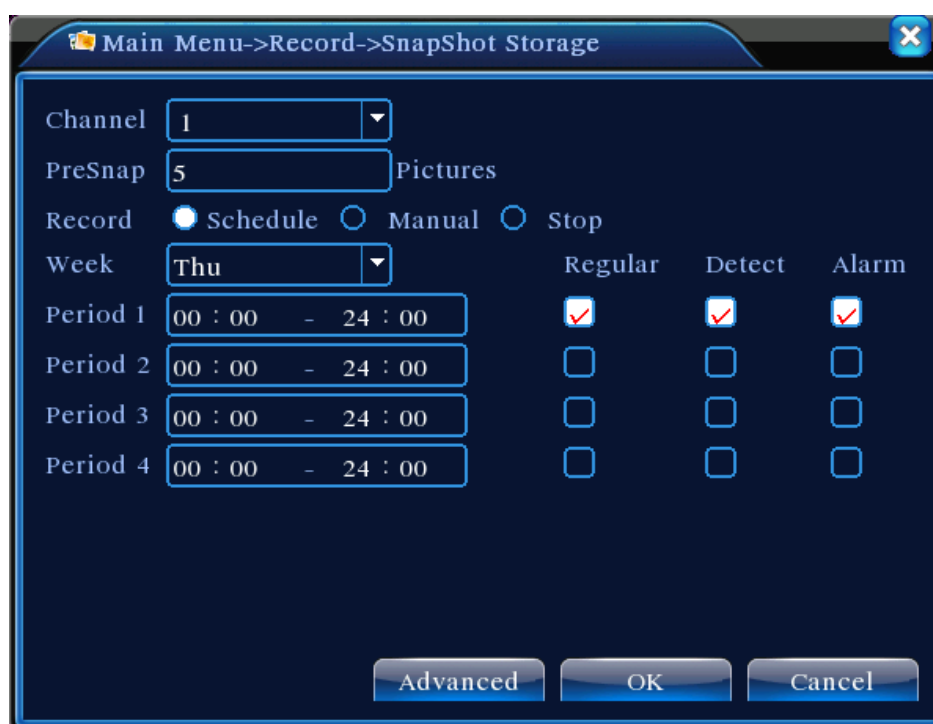 Main Menu->Record->SnapShot Storage
Channel 1
PreSnap 5 Pictures
Record Schedule Manual Stop
Week Thu Regular Detect Alarm
Period 1 00 : 00 - 24 : 00
Period 2 00 : 00 - 24 : 00
Period 3 00 : 00 - 24 : 00
Period 4 00 : 00 - 24 : 00
Advanced OK Cancel